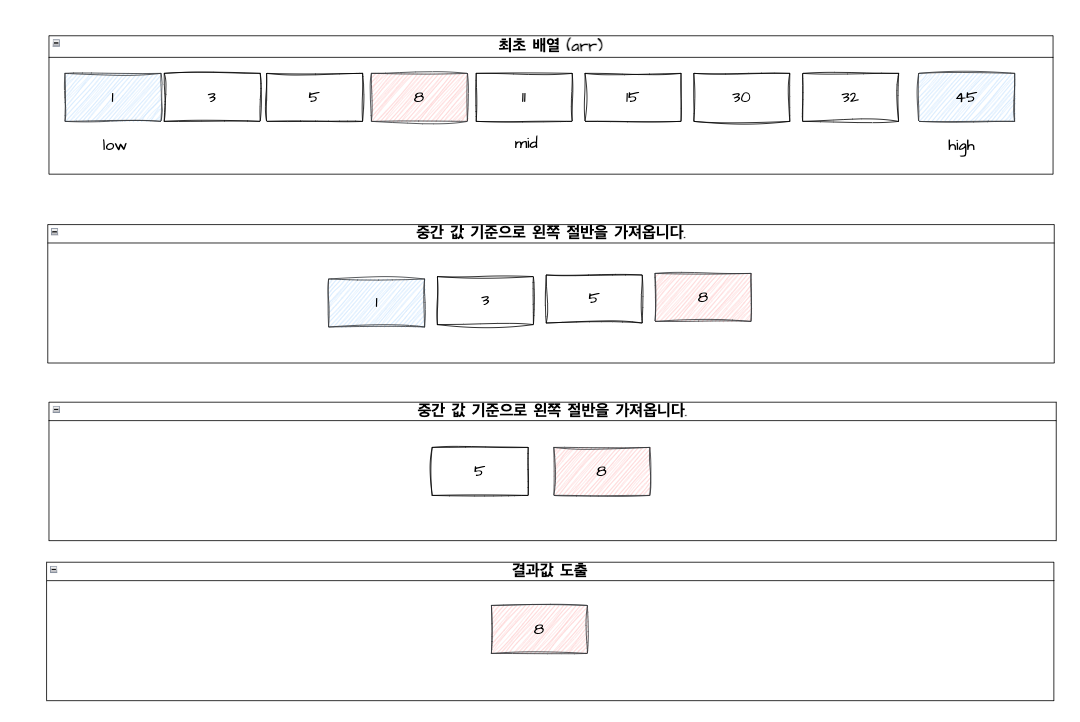 최초 배열 (arr)
1 3 5 8 11 15 30 32 45
low mid high
중간 값 기준으로 왼쪽 절반을 가져옵니다.
1 3 5 8
중간 값 기준으로 왼쪽 절반을 가져옵니다.
5 8
결과값 도출
8